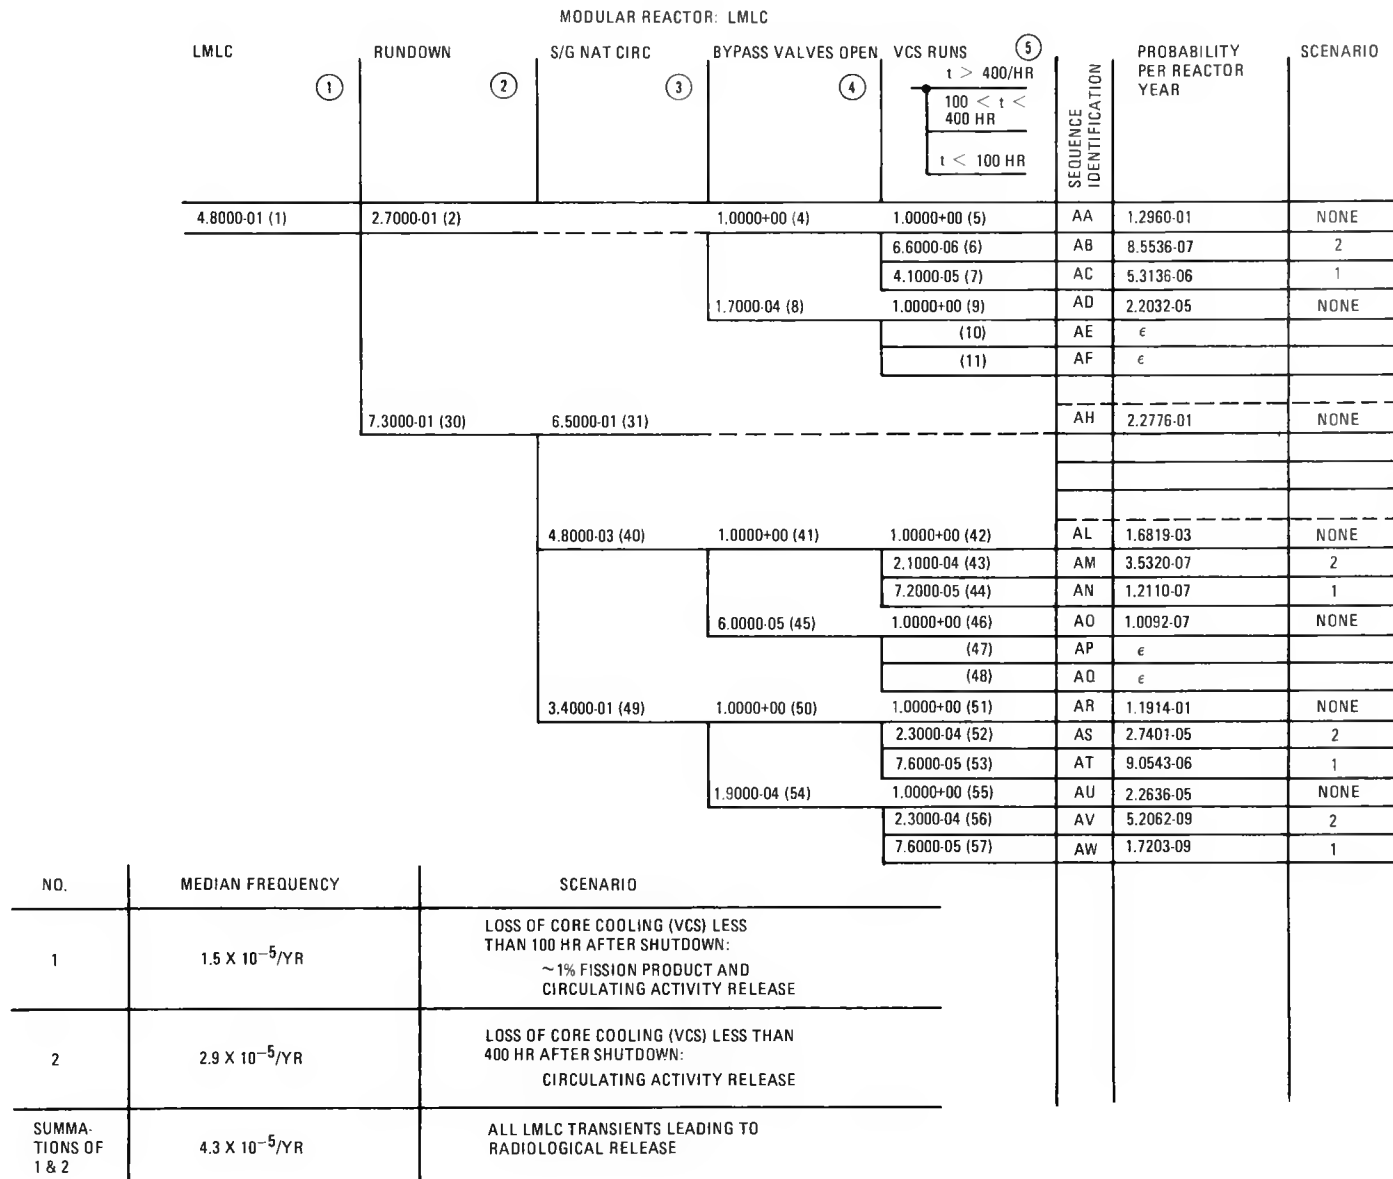 MODULAR REACTOR: LMLC
LMLC RUNDOWN S/G NAT CIRC BYPASS VALVES OPEN VCS RUNS 5 PROBABILITY SCENARIO
1 2 3 4 t > 400/HR PER REACTOR
100 < t < YEAR
400 HR
t < 100 HR
SEQUENCE
IDENTIFICATION
4.8000-01 (1) 2.7000-01 (2) 1.0000+00 (4) 1.0000+00 (5) AA 1.2960-01 NONE
6.6000-06 (6) AB 8.5536-07 2
4.1000-05 (7) AC 5.3136-06 1
1.7000-04 (8) 1.0000+00 (9) AD 2.2032-05 NONE
(10) AE ϵ
(11) AF ϵ
7.3000-01 (30) 6.5000-01 (31) AH 2.2776-01 NONE
4.8000-03 (40) 1.0000+00 (41) 1.0000+00 (42) AL 1.6819-03 NONE
2.1000-04 (43) AM 3.5320-07 2
7.2000-05 (44) AN 1.2110-07 1
6.0000-05 (45) 1.0000+00 (46) AO 1.0092-07 NONE
(47) AP ϵ
(48) AQ ϵ
3.4000-01 (49) 1.0000+00 (50) 1.0000+00 (51) AR 1.1914-01 NONE
2.3000-04 (52) AS 2.7401-05 2
7.6000-05 (53) AT 9.0543-06 1
1.9000-04 (54) 1.0000+00 (55) AU 2.2636-05 NONE
2.3000-04 (56) AV 5.2062-09 2
7.6000-05 (57) AW 1.7203-09 1
NO. MEDIAN FREQUENCY SCENARIO
LOSS OF CORE COOLING (VCS) LESS
THAN 100 HR AFTER SHUTDOWN:
1 1.5 X 10−5/YR ~1% FISSION PRODUCT AND
CIRCULATING ACTIVITY RELEASE
LOSS OF CORE COOLING (VCS) LESS THAN
2 2.9 X 10−5/YR 400 HR AFTER SHUTDOWN:
CIRCULATING ACTIVITY RELEASE
SUMMA- ALL LMLC TRANSIENTS LEADING TO
TIONS OF 4.3 X 10−5/YR RADIOLOGICAL RELEASE
1 & 2